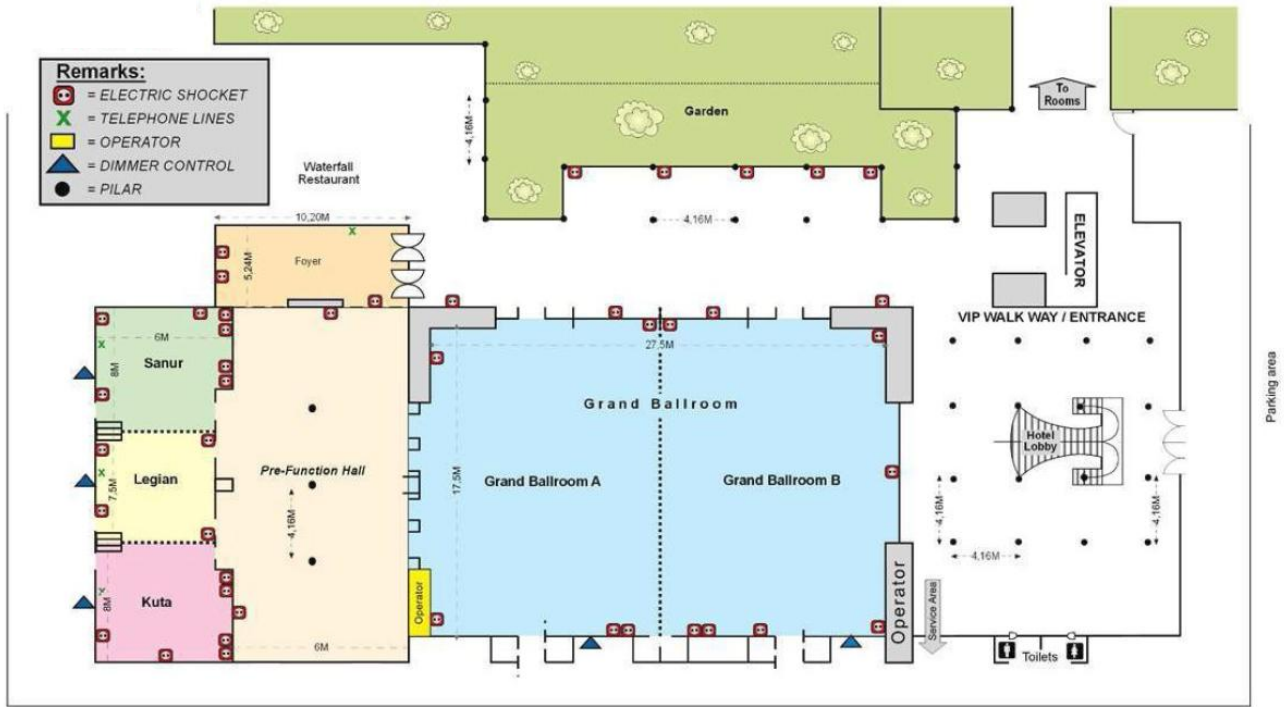 Remarks:
= ELECTRIC SHOCKET
X = TELEPHONE LINES
= OPERATOR
= DIMMER CONTROL
= PILAR
Garden
4,16M
To
Rooms
Waterfall
Restaurant
10,20M
4,16M
X
Foyer
5,24M
ELEVATOR
VIP WALK WAY / ENTRANCE
6M
X
Sanur
8M
27,5M
Grand Ballroom
Parking area
Hotel
Lobby
X
Legian
7,5M
Pre-Function Hall
17,5M
Grand Ballroom A
Grand Ballroom B
4,16M
4,16M
4,16M
4,16M
X
Kuta
8M
6M
Operator
Operator
Service Area
Toilets